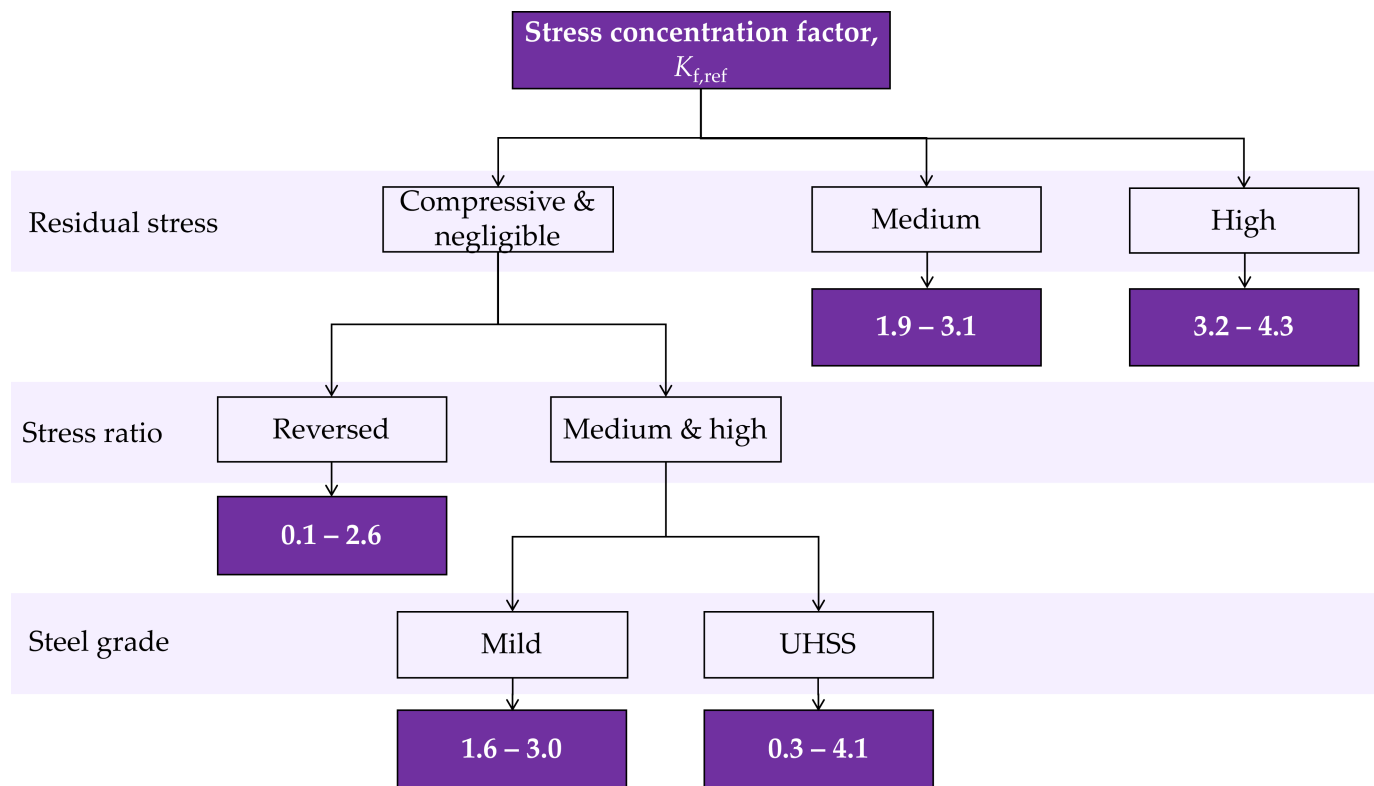 Stress concentration factor,
Kf,ref
Residual stress
Compressive &
negligible
Medium
High
1.9 – 3.1
3.2 – 4.3
Stress ratio
Reversed
Medium & high
0.1 – 2.6
Steel grade
Mild
UHSS
1.6 – 3.0
0.3 – 4.1